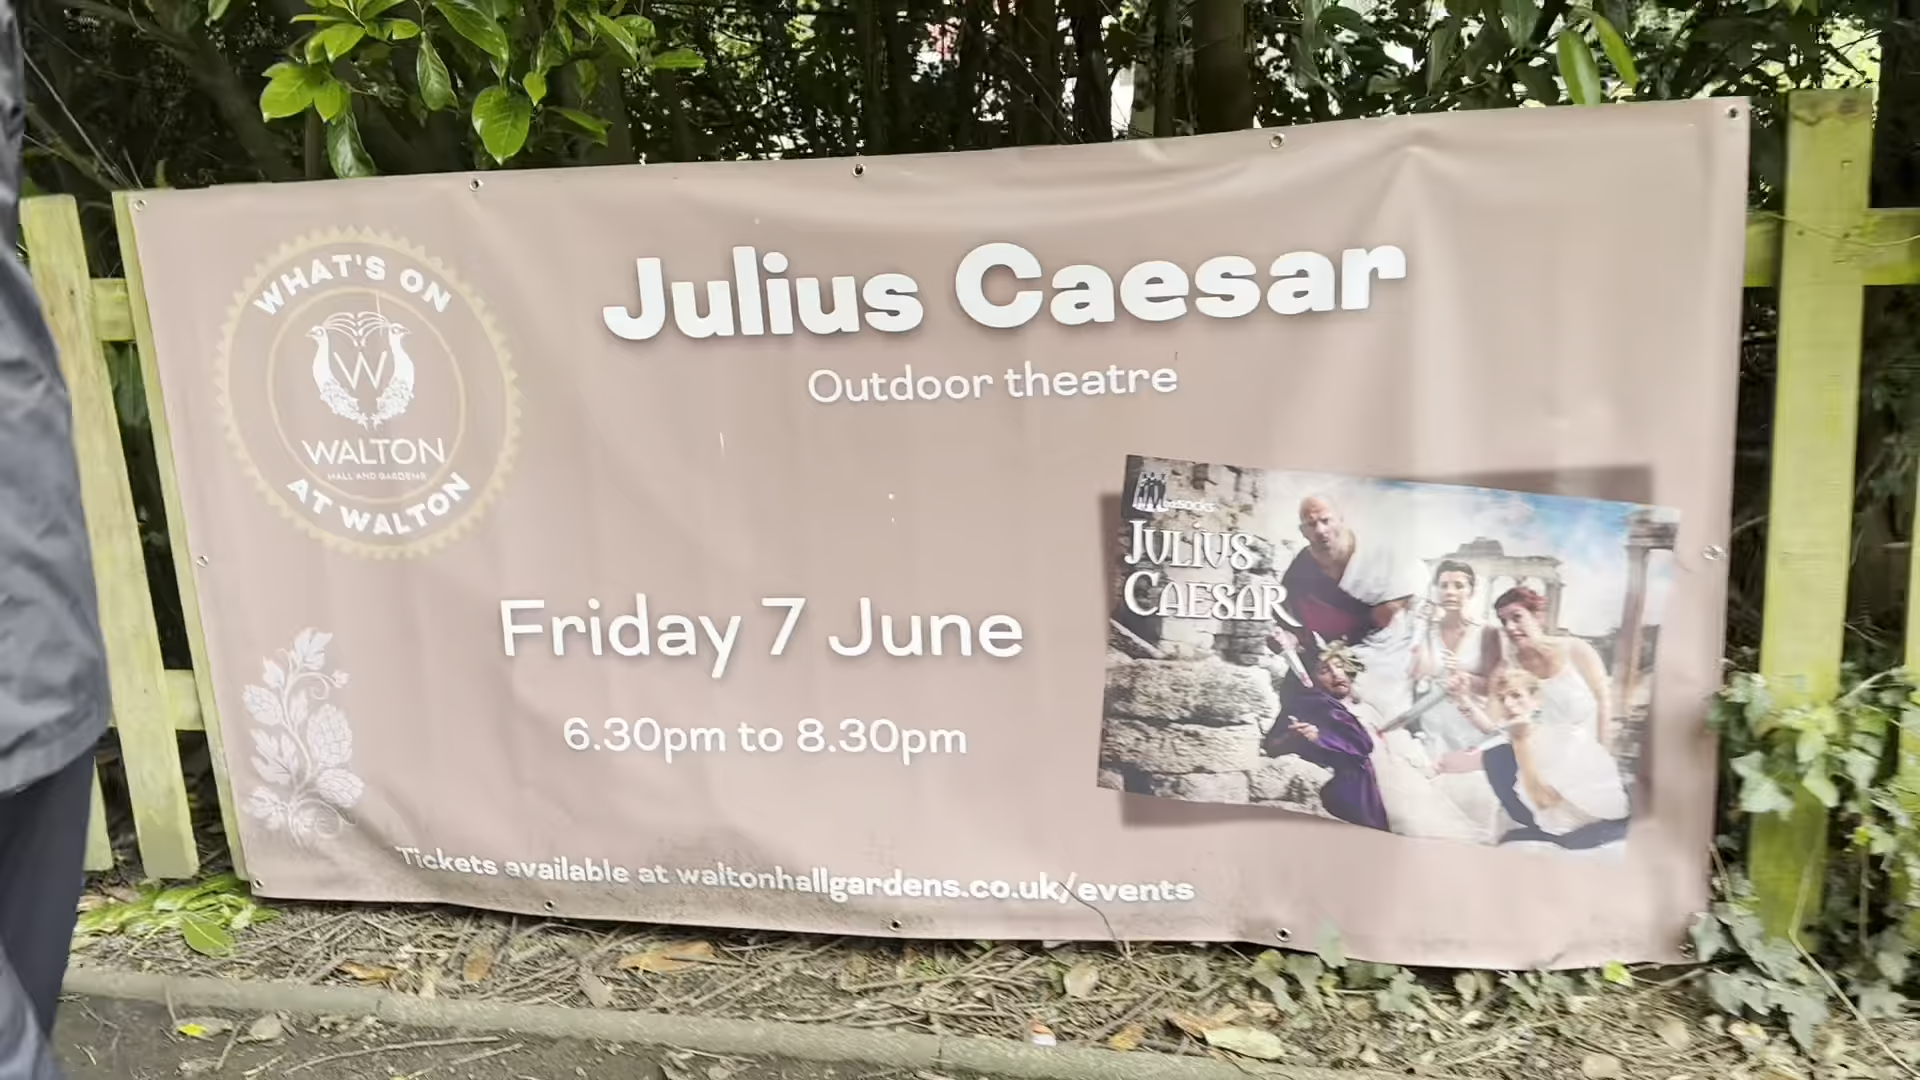 WHAT'S ON
W
WALTON
HALL AND GARDENS
AT WALTON
Julius Caesar
Outdoor theatre
Friday 7 June
6.30pm to 8.30pm
JULIUS
CAESAR
Tickets available at waltonhallgardens.co.uk/events